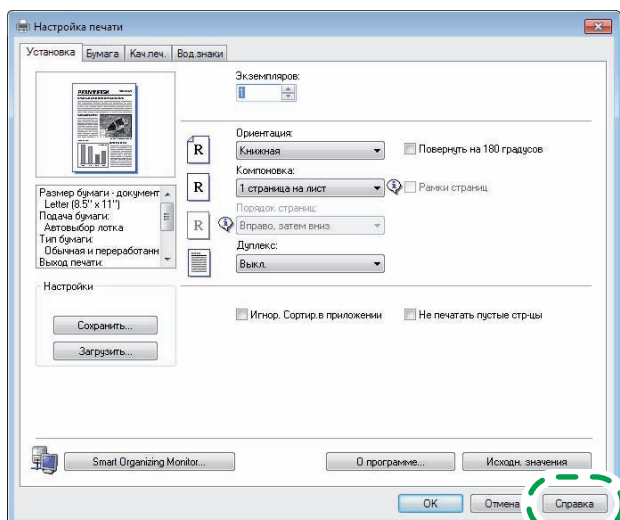 Настройка печати
Установка Бумага Кач.печ. Вод.знаки
Экземпляров:
1
Ориентация:
R Книжная Повернуть на 180 градусов
Компоновка:
R 1 страница на лист Рамки страниц
Порядок страниц:
R Вправо, затем вниз
Дуплекс:
Выкл.
Размер бумаги - документ
Letter (8.5" x 11")
Подача бумаги:
Автовыбор лотка
Тип бумаги:
Обычная и переработанн
Выход печати:
Настройки
Сохранить...
Загрузить...
Игнор. Сортир.в приложении Не печатать пустые стр-цы
Smart Organizing Monitor... О программе... Исходн. значения
OK Отмена Справка